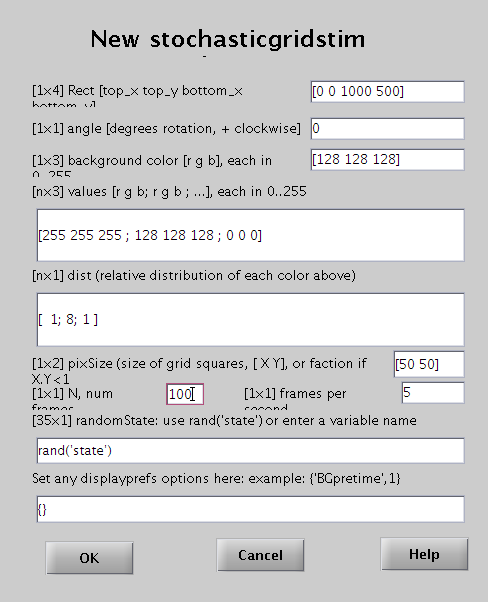 New stochasticgridstim
[1x4] Rect [top_x top_y bottom_x
bottom_y]
[0 0 1000 500]
[1x1] angle [degrees rotation, + clockwise]
0
[1x3] background color [r g b], each in
0..255
[128 128 128]
[nx3] values [r g b; r g b ; ...], each in 0..255
[255 255 255 ; 128 128 128 ; 0 0 0]
[nx1] dist (relative distribution of each color above)
[ 1; 8; 1 ]
[1x2] pixSize (size of grid squares, [ X Y], or faction if
X,Y<1
[50 50]
[1x1] N, num
frames
100
[1x1] frames per
second
5
[35x1] randomState: use rand('state') or enter a variable name
rand('state')
Set any displayprefs options here: example: {'BGpretime',1}
{}
OK
Cancel
Help